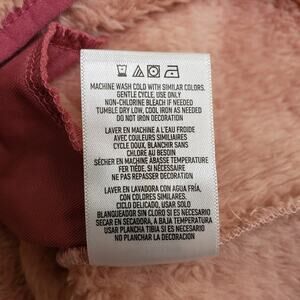 MACHINE WASH COLD WITH SIMILAR COLORS,
GENTLE CYCLE, USE ONLY
NON-CHLORINE BLEACH IF NEEDED
TUMBLE DRY LOW, COOL IRON AS NEEDED
DO NOT IRON DECORATION
LAVER EN MACHINE A L'EAU FROIDE
AVEC COULEURS SIMILIAIRES
CYCLE DOUX, BLANCHIR SANS
CHLORE AU BESOIN
SÉCHER EN MACHINE ABASSE TEMPERATURE
FER TIÈDE, SI NÉCESSAIRE
NE PAS REPASSER DECORATION
LAVER EN LAVADORA CON AGUA FRÍA,
CON COLORES SIMILARES,
CICLO DELICADO, USAR SOLO
BLANQUEADOR SIN CLORO SI ES NECESARIO
SECAR EN SECADORA, A BAJA TEMPERATURA
USAR PLANCHA TIBIA SI ES NECESARIO
NO PLANCHAR LA DECORACION